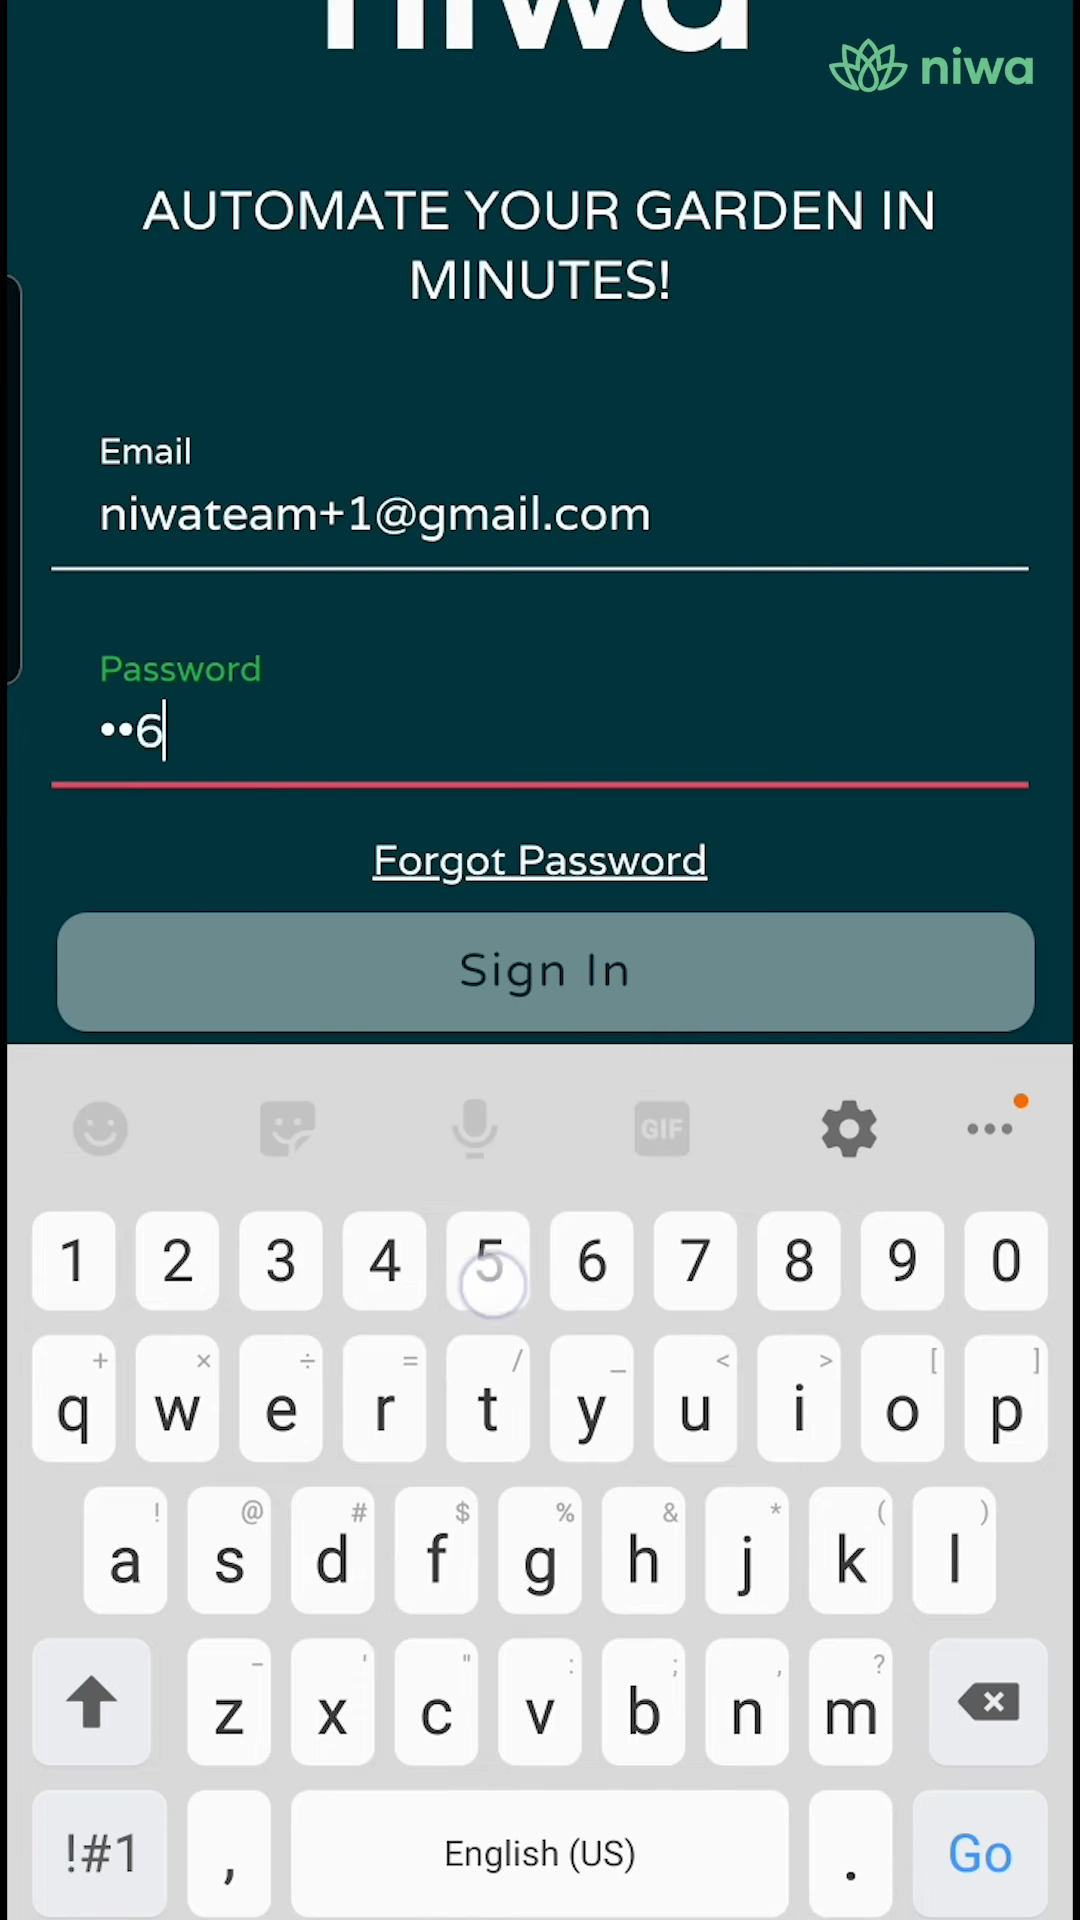 niwa
niwa
AUTOMATE YOUR GARDEN IN
MINUTES!
Email
niwateam+1@gmail.com
Password
••6
Forgot Password
Sign In
GIF
1 2 3 4 5 6 7 8 9 0
+ × ÷ = / _ < > [ ]
q w e r t y u i o p
! @ # $ % & * ( )
a s d f g h j k l
- ' " : ; , ?
z x c v b n m
!#1 , English (US) . Go